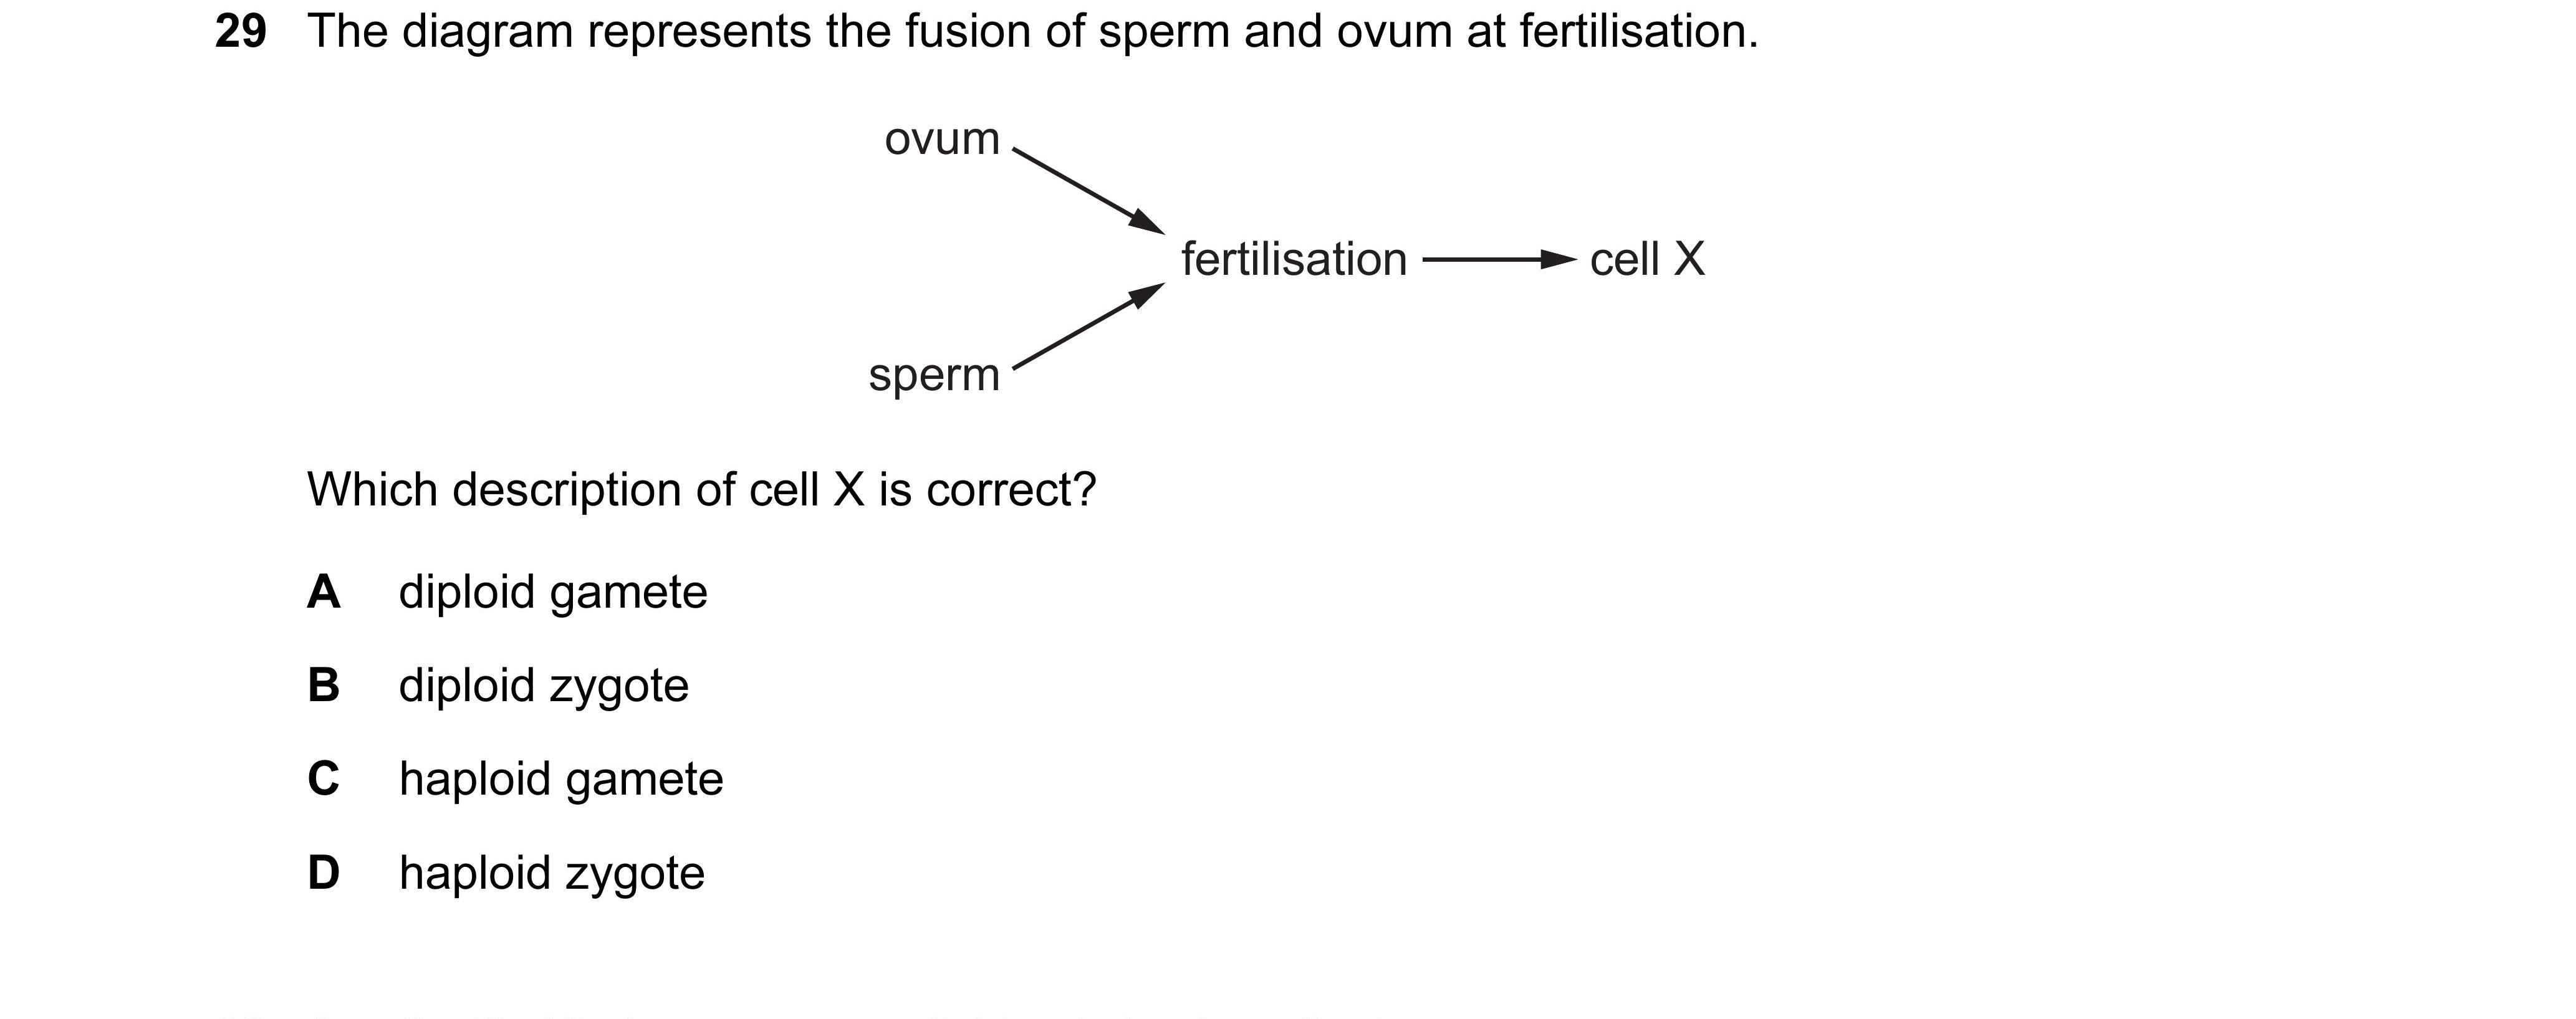 29 The diagram represents the fusion of sperm and ovum at fertilisation.
ovum
fertilisation
cell X
sperm
Which description of cell X is correct?
A diploid gamete
B diploid zygote
C haploid gamete
D haploid zygote